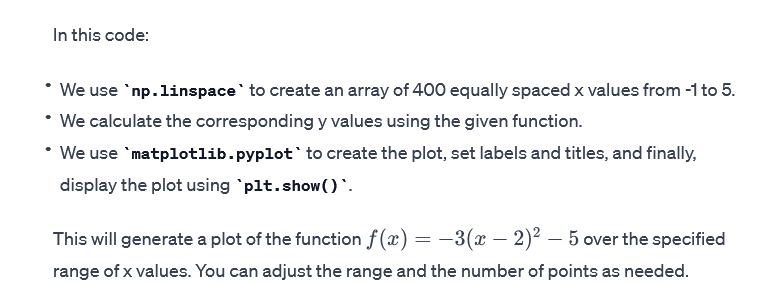 In this code:
• We use `np.linspace` to create an array of 400 equally spaced x values from -1 to 5.
• We calculate the corresponding y values using the given function.
• We use `matplotlib.pyplot` to create the plot, set labels and titles, and finally,
display the plot using `plt.show()`.
This will generate a plot of the function f(x) = −3(x − 2)² − 5 over the specified
range of x values. You can adjust the range and the number of points as needed.